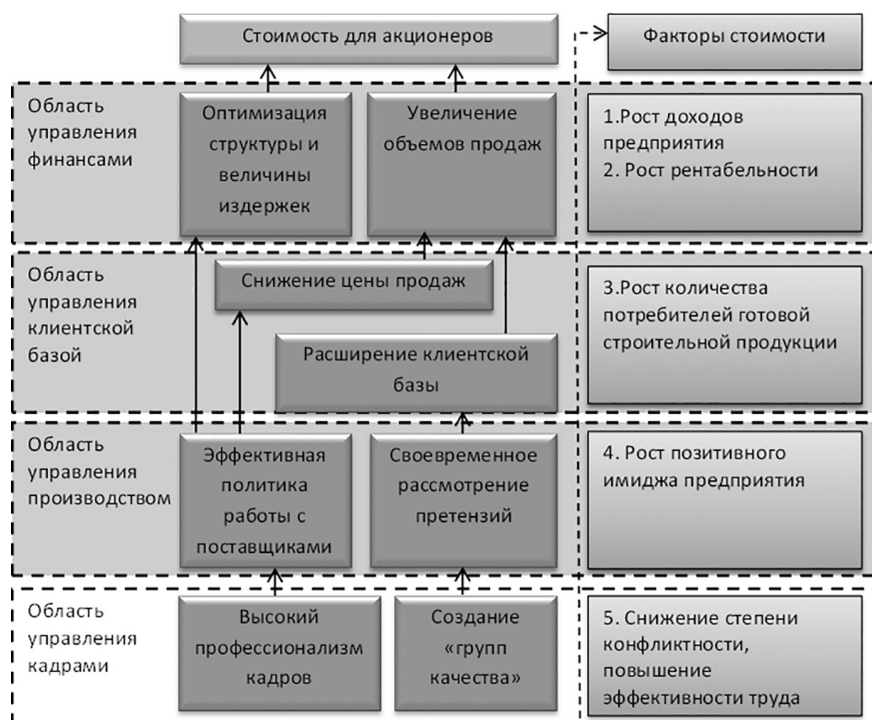 Стоимость для акционеров
Факторы стоимости
Область
управления
финансами
Оптимизация
структуры и
величины
издержек
Увеличение
объемов продаж
1.Рост доходов
предприятия
2. Рост рентабельности
Область
управления
клиентской
базой
Снижение цены продаж
Расширение клиентской
базы
3.Рост количества
потребителей готовой
строительной продукции
Область
управления
производством
Эффективная
политика
работы с
поставщиками
Своевременное
рассмотрение
претензий
4. Рост позитивного
имиджа предприятия
Область
управления
кадрами
Высокий
профессионализм
кадров
Создание
«групп
качества»
5. Снижение степени
конфликтности,
повышение
эффективности труда